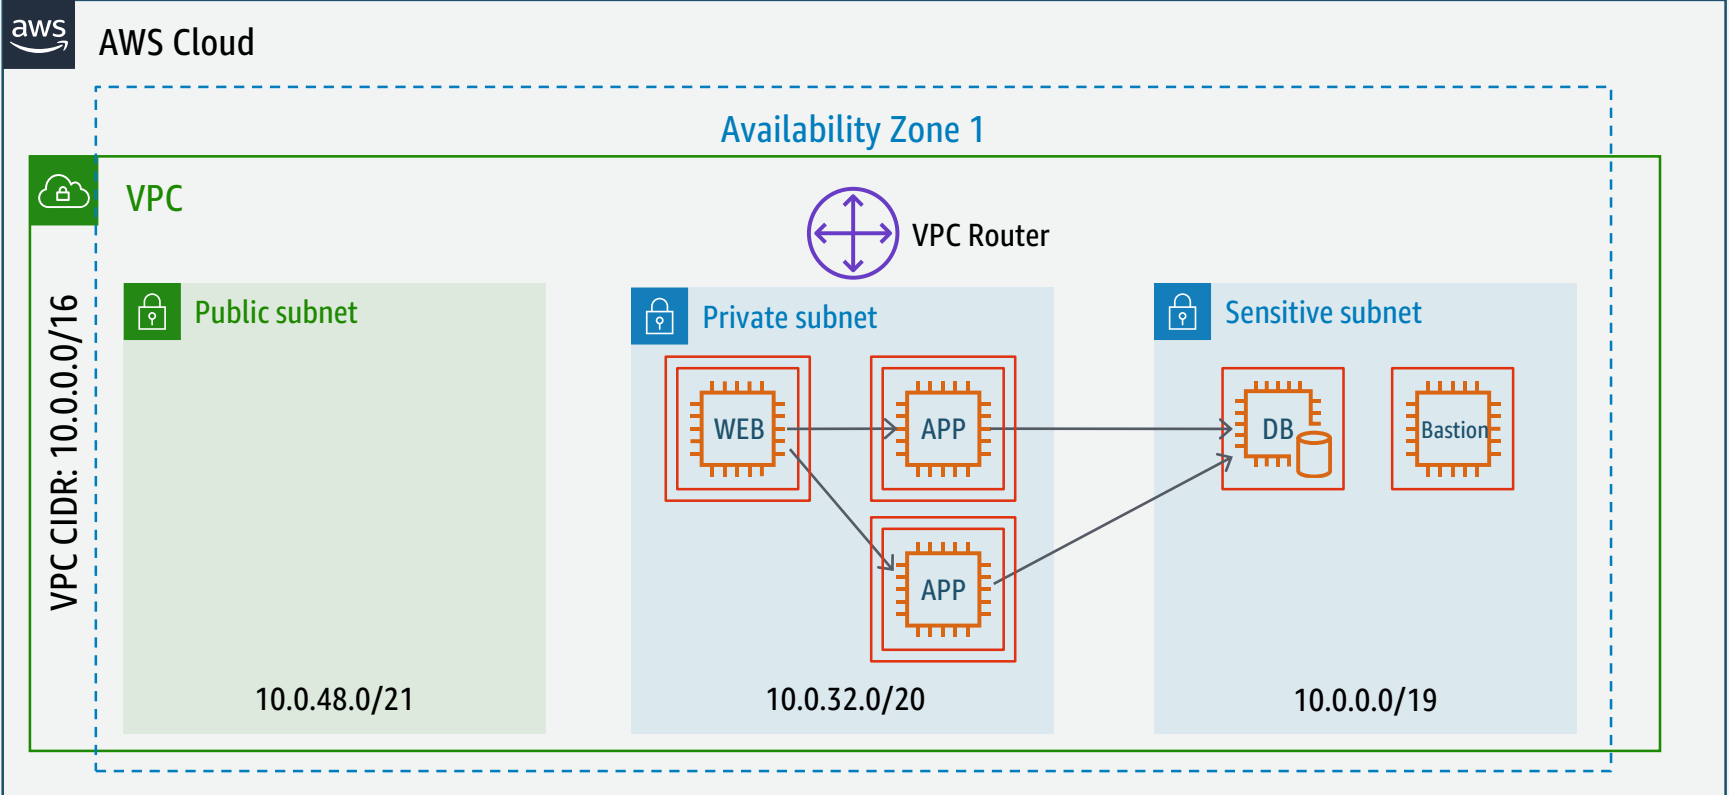 aws
AWS Cloud
Availability Zone 1
VPC
VPC Router
VPC CIDR: 10.0.0.0/16
Public subnet
Private subnet
Sensitive subnet
WEB
APP
DB
Bastion
APP
10.0.48.0/21
10.0.32.0/20
10.0.0.0/19